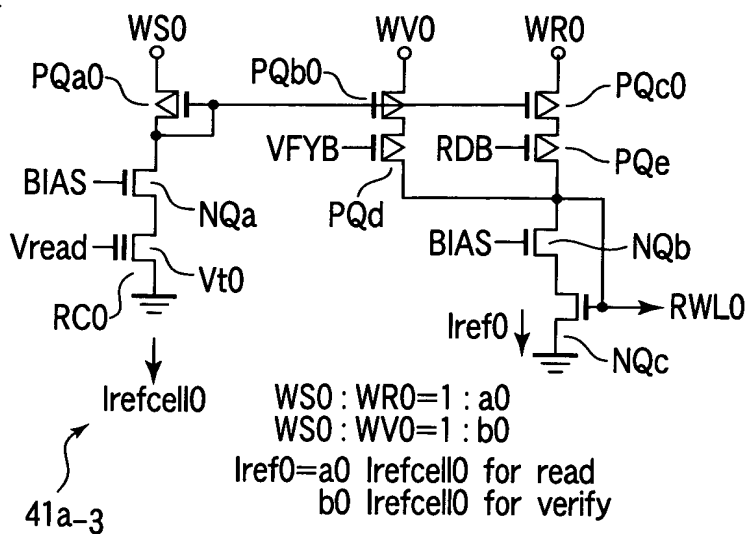 WS0 WV0 WR0
PQa0 PQb0 PQc0
VFYB RDB PQe
BIAS NQa PQd
BIAS NQb
Vread Vt0
RC0 Iref0 RWL0
NQc
Irefcell0
WS0 : WR0=1 : a0
WS0 : WV0=1 : b0
Iref0=a0 Irefcell0 for read
b0 Irefcell0 for verify
41a-3